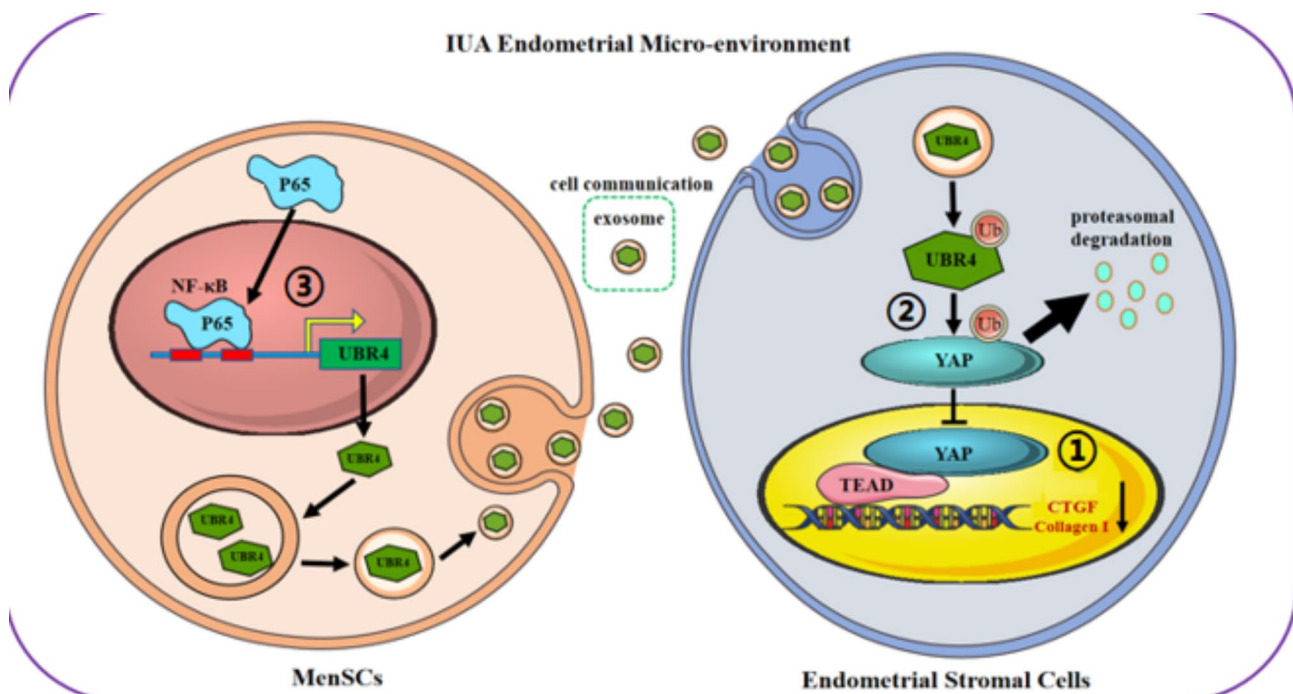 IUA Endometrial Micro-environment
P65
NF-κB
③
P65
UBR4
UBR4
UBR4
UBR4
UBR4
MenSCs
cell communication
exosome
UBR4
Ub
UBR4
proteasomal
degradation
②
Ub
YAP
YAP
①
TEAD
CTGF
Collagen I
Endometrial Stromal Cells